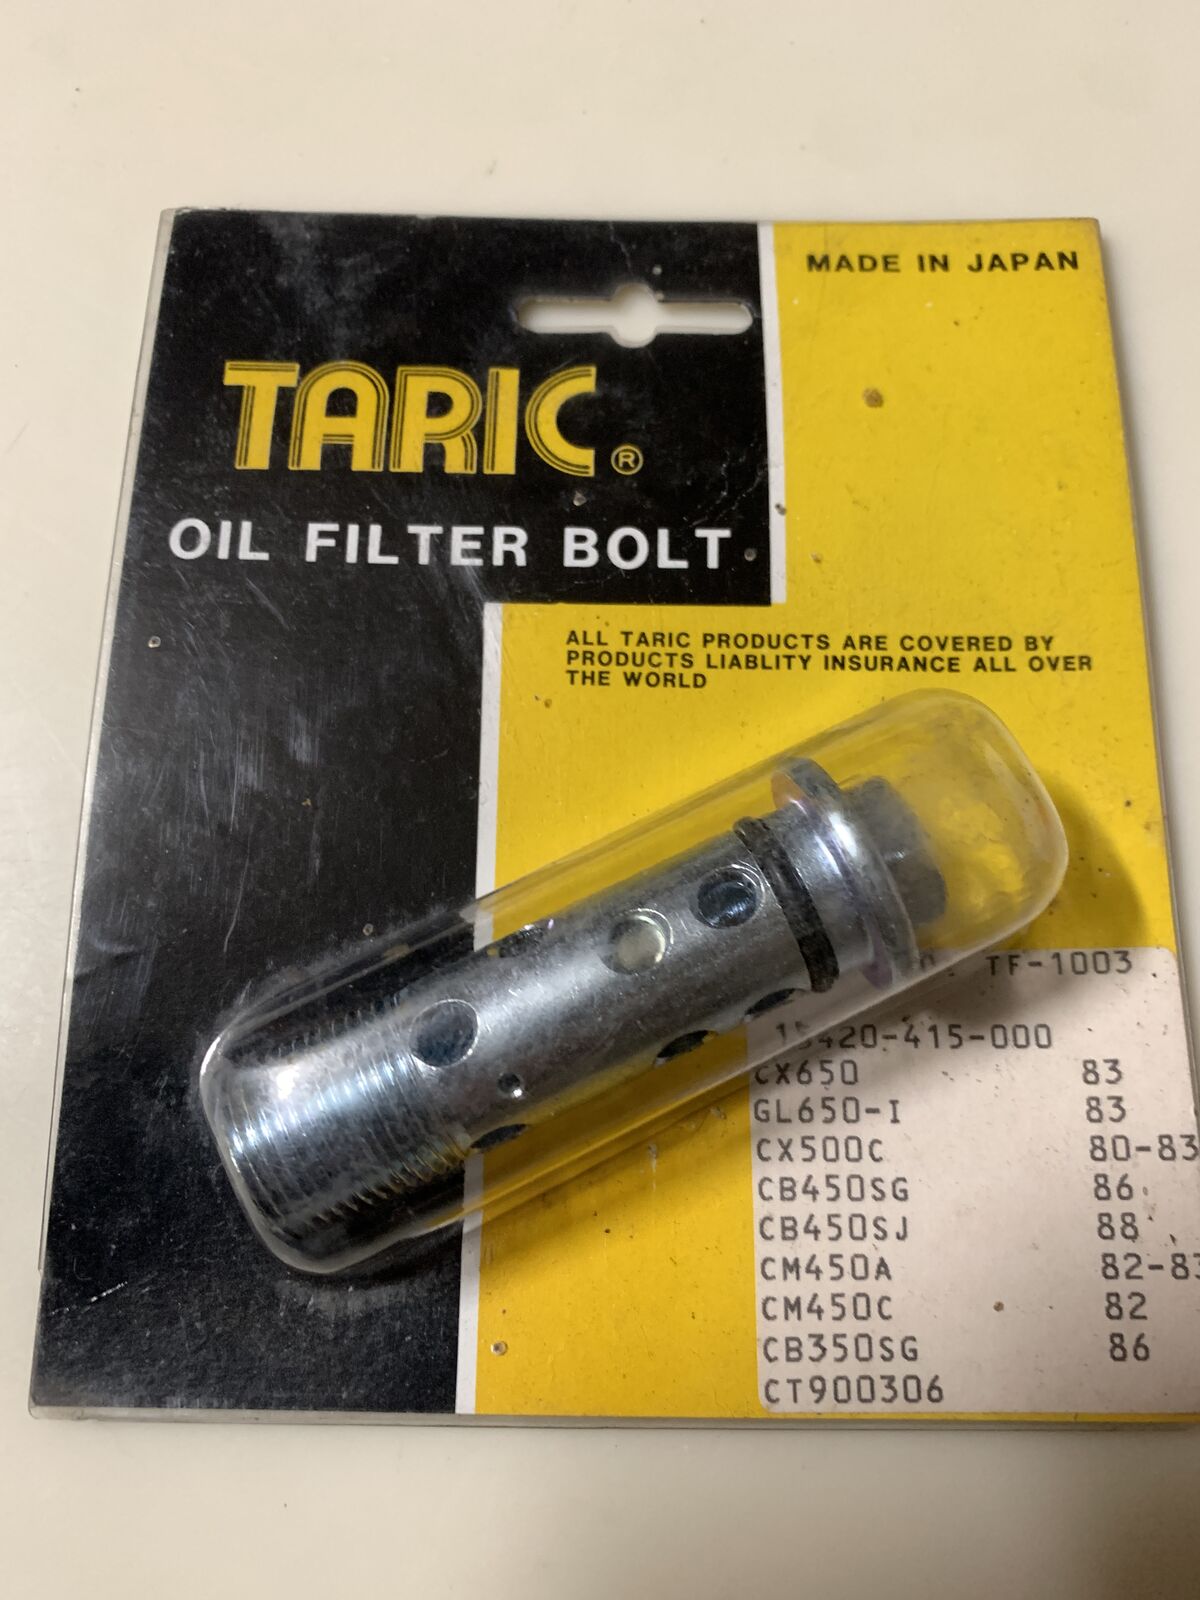 MADE IN JAPAN
TARIC ®
OIL FILTER BOLT
ALL TARIC PRODUCTS ARE COVERED BY
PRODUCTS LIABLITY INSURANCE ALL OVER
THE WORLD
TF-1003
15420-415-000
CX650 83
GL650-I 83
CX500C 80-83
CB450SG 86
CB450SJ 88
CM450A 82-83
CM450C 82
CB350SG 86
CT900306